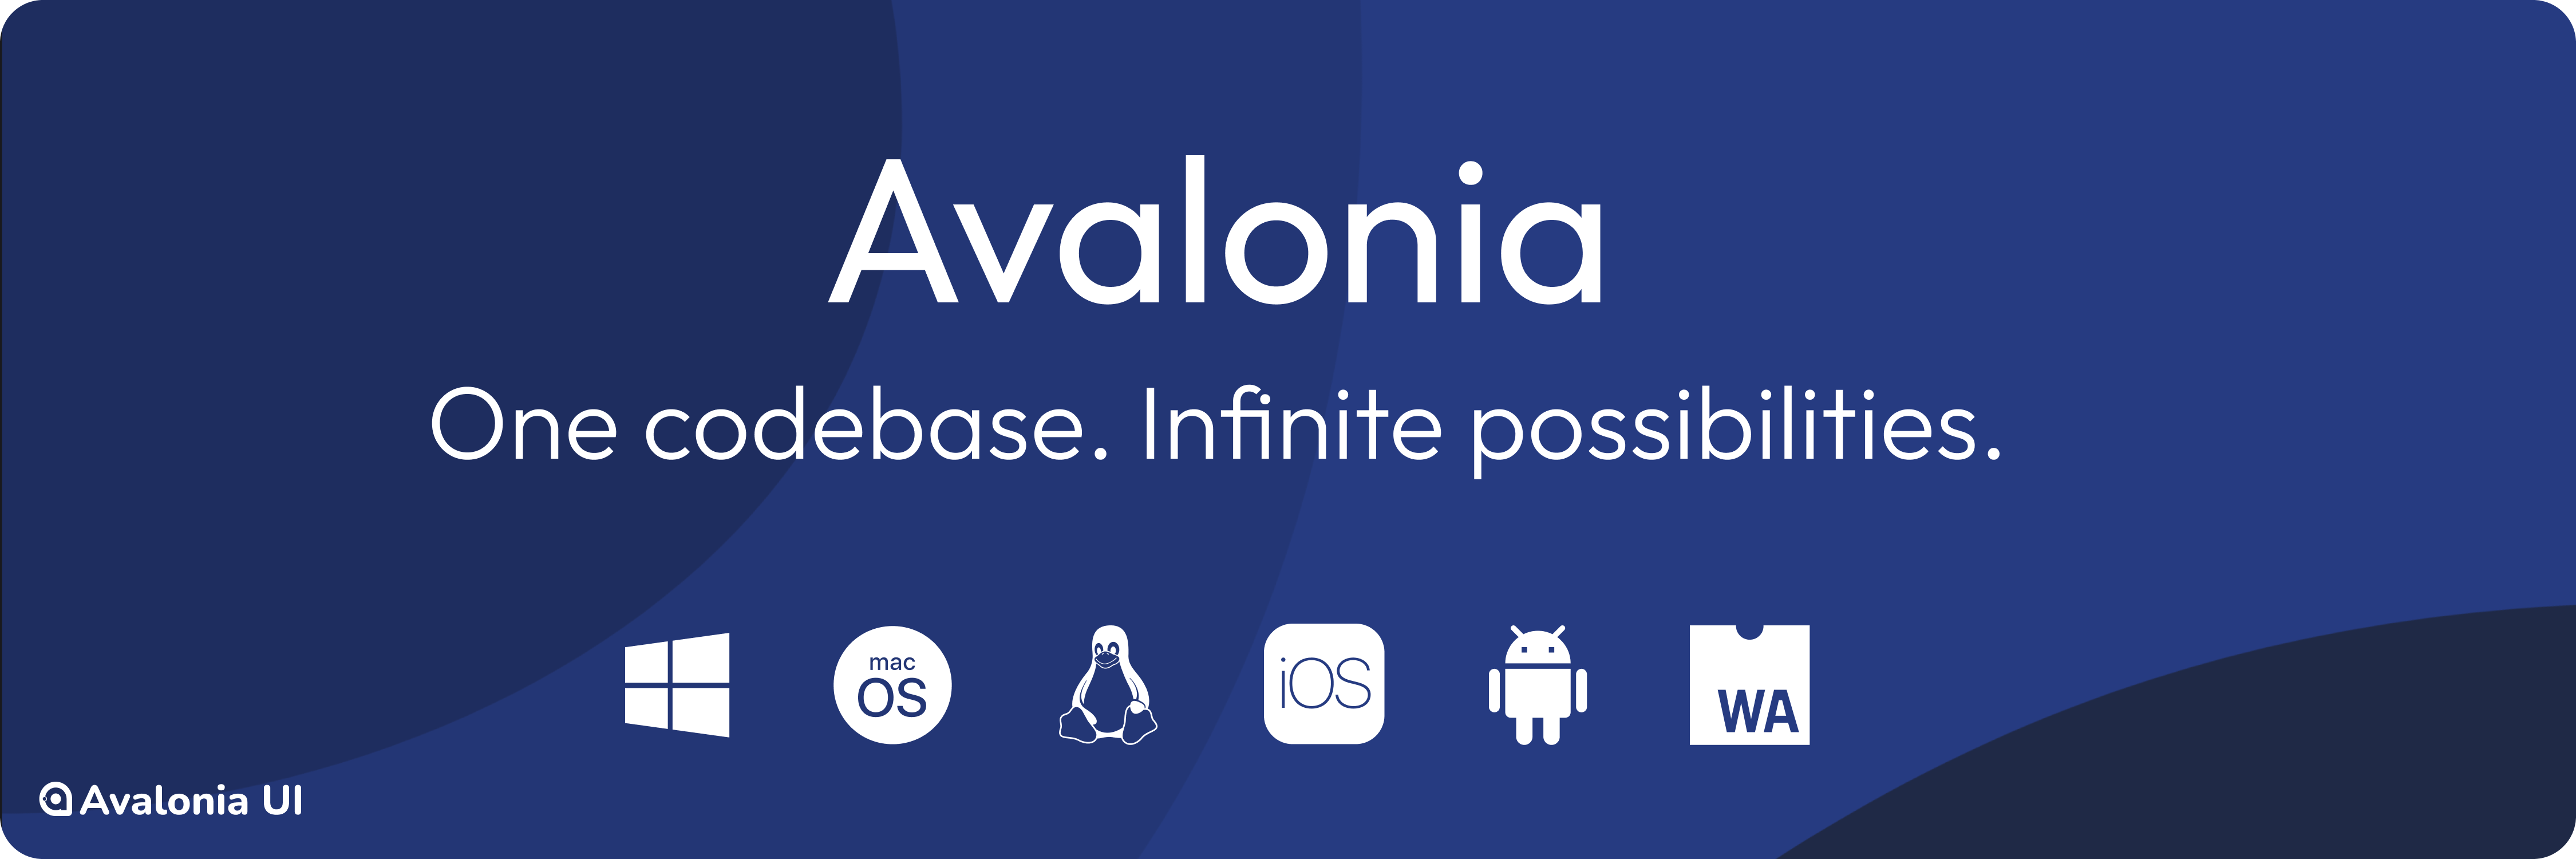 Avalonia
One codebase. Infinite possibilities.
mac
OS
iOS
WA
Avalonia UI